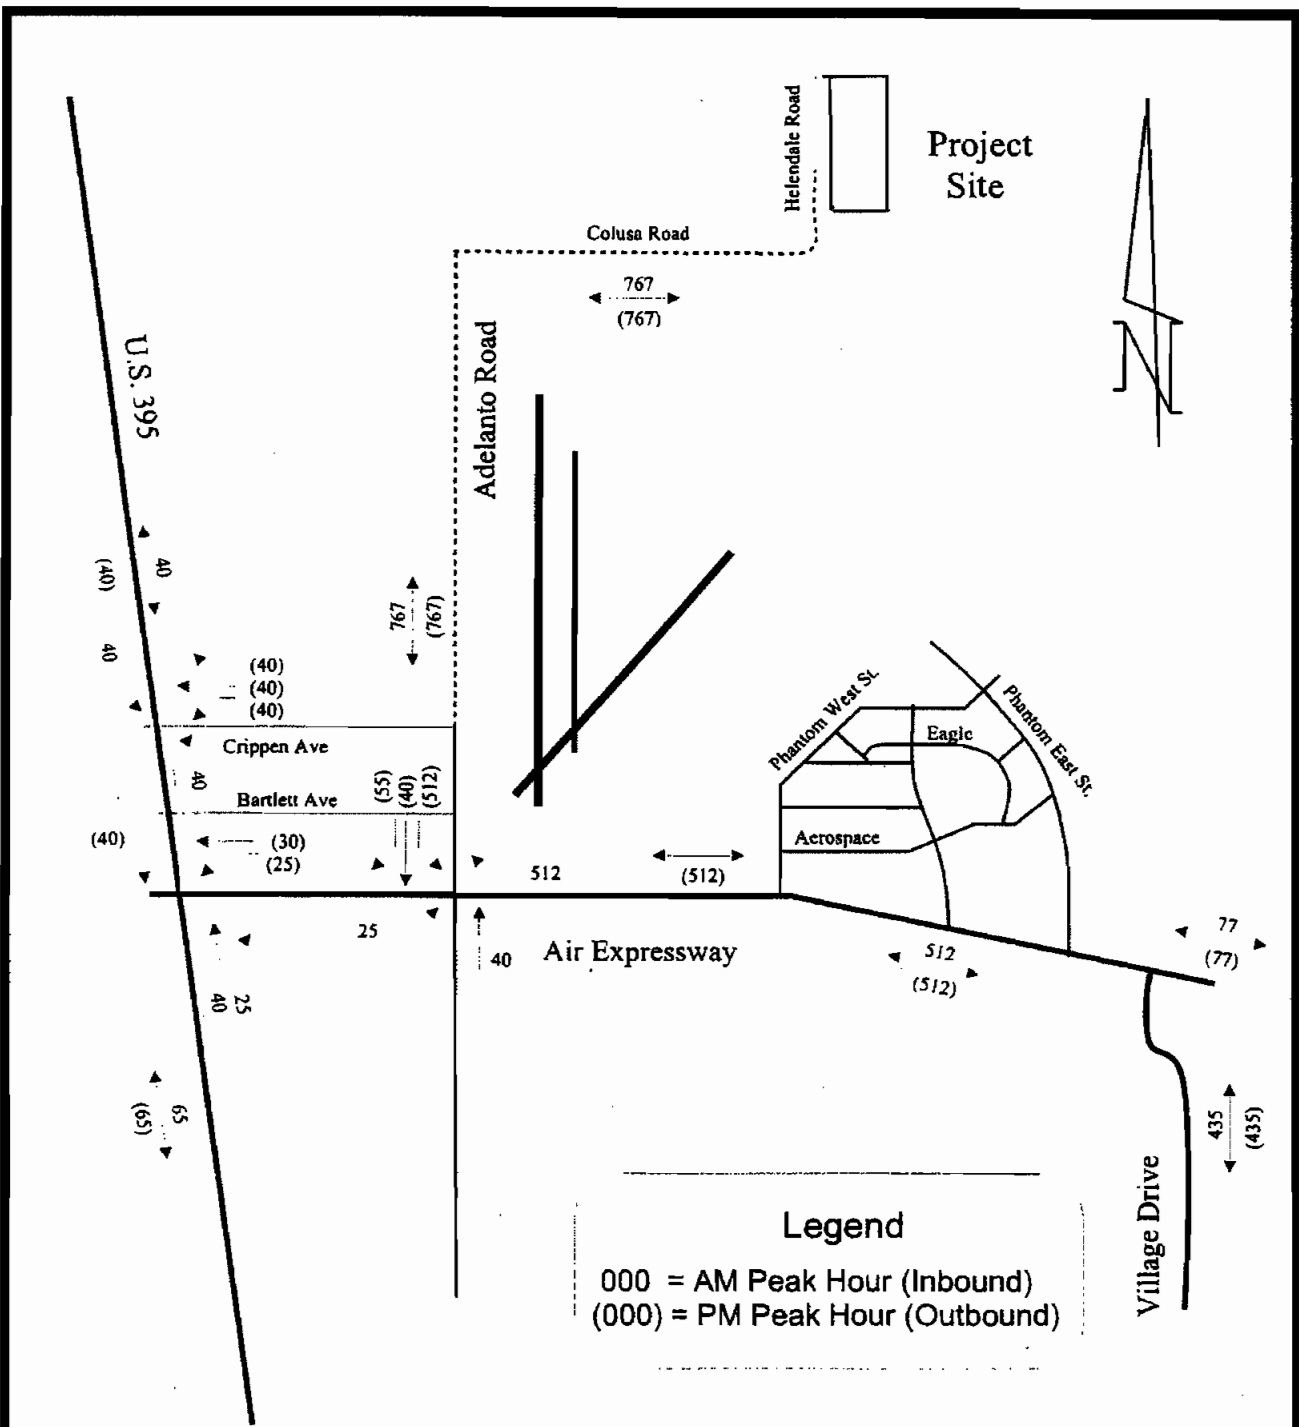 Helendale Road
Project
Site
Colusa Road
767
(767)
Adelanto Road
U.S. 395
N
(40)
40
767
(767)
40
(40)
(40)
(40)
Crippen Ave
40
Bartlett Ave
(55)
(40)
(512)
(40)
(30)
(25)
512
(512)
Phantom West St.
Phantom East St.
Eagle
Aerospace
25
40
Air Expressway
512
(512)
77
(77)
40
25
65
(65)
435
(435)
Village Drive
Legend
000 = AM Peak Hour (Inbound)
(000) = PM Peak Hour (Outbound)